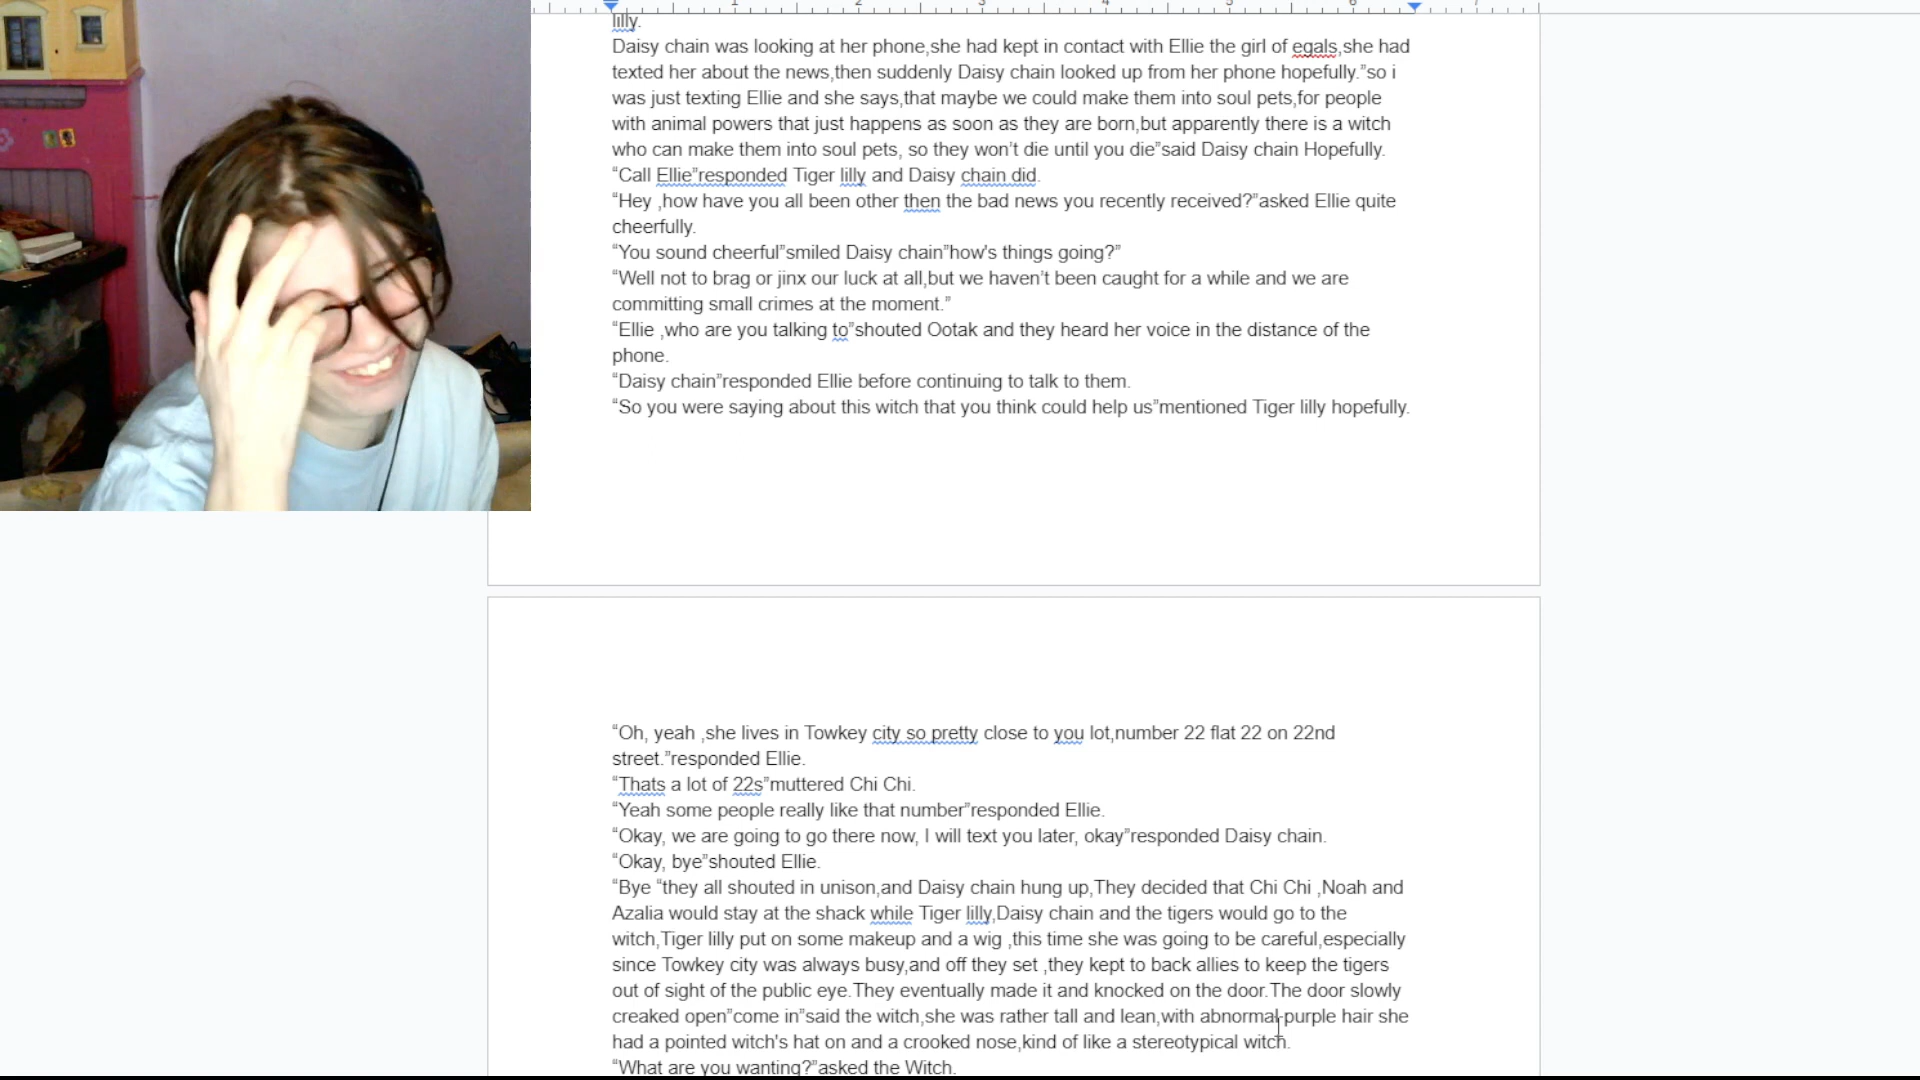 lilly.
Daisy chain was looking at her phone,she had kept in contact with Ellie the girl of egals,she had
texted her about the news,then suddenly Daisy chain looked up from her phone hopefully.”so i
was just texting Ellie and she says,that maybe we could make them into soul pets,for people
with animal powers that just happens as soon as they are born,but apparently there is a witch
who can make them into soul pets, so they won’t die until you die”said Daisy chain Hopefully.
“Call Ellie”responded Tiger lilly and Daisy chain did.
“Hey ,how have you all been other then the bad news you recently received?”asked Ellie quite
cheerfully.
“You sound cheerful”smiled Daisy chain”how's things going?”
“Well not to brag or jinx our luck at all,but we haven’t been caught for a while and we are
committing small crimes at the moment.”
“Ellie ,who are you talking to”shouted Ootak and they heard her voice in the distance of the
phone.
“Daisy chain”responded Ellie before continuing to talk to them.
“So you were saying about this witch that you think could help us”mentioned Tiger lilly hopefully.
“Oh, yeah ,she lives in Towkey city so pretty close to you lot,number 22 flat 22 on 22nd
street.”responded Ellie.
“Thats a lot of 22s”muttered Chi Chi.
“Yeah some people really like that number”responded Ellie.
“Okay, we are going to go there now, I will text you later, okay”responded Daisy chain.
“Okay, bye”shouted Ellie.
“Bye “they all shouted in unison,and Daisy chain hung up,They decided that Chi Chi ,Noah and
Azalia would stay at the shack while Tiger lilly,Daisy chain and the tigers would go to the
witch,Tiger lilly put on some makeup and a wig ,this time she was going to be careful,especially
since Towkey city was always busy,and off they set ,they kept to back allies to keep the tigers
out of sight of the public eye.They eventually made it and knocked on the door.The door slowly
creaked open”come in”said the witch,she was rather tall and lean,with abnormal purple hair she
had a pointed witch's hat on and a crooked nose,kind of like a stereotypical witch.
“What are you wanting?”asked the Witch.